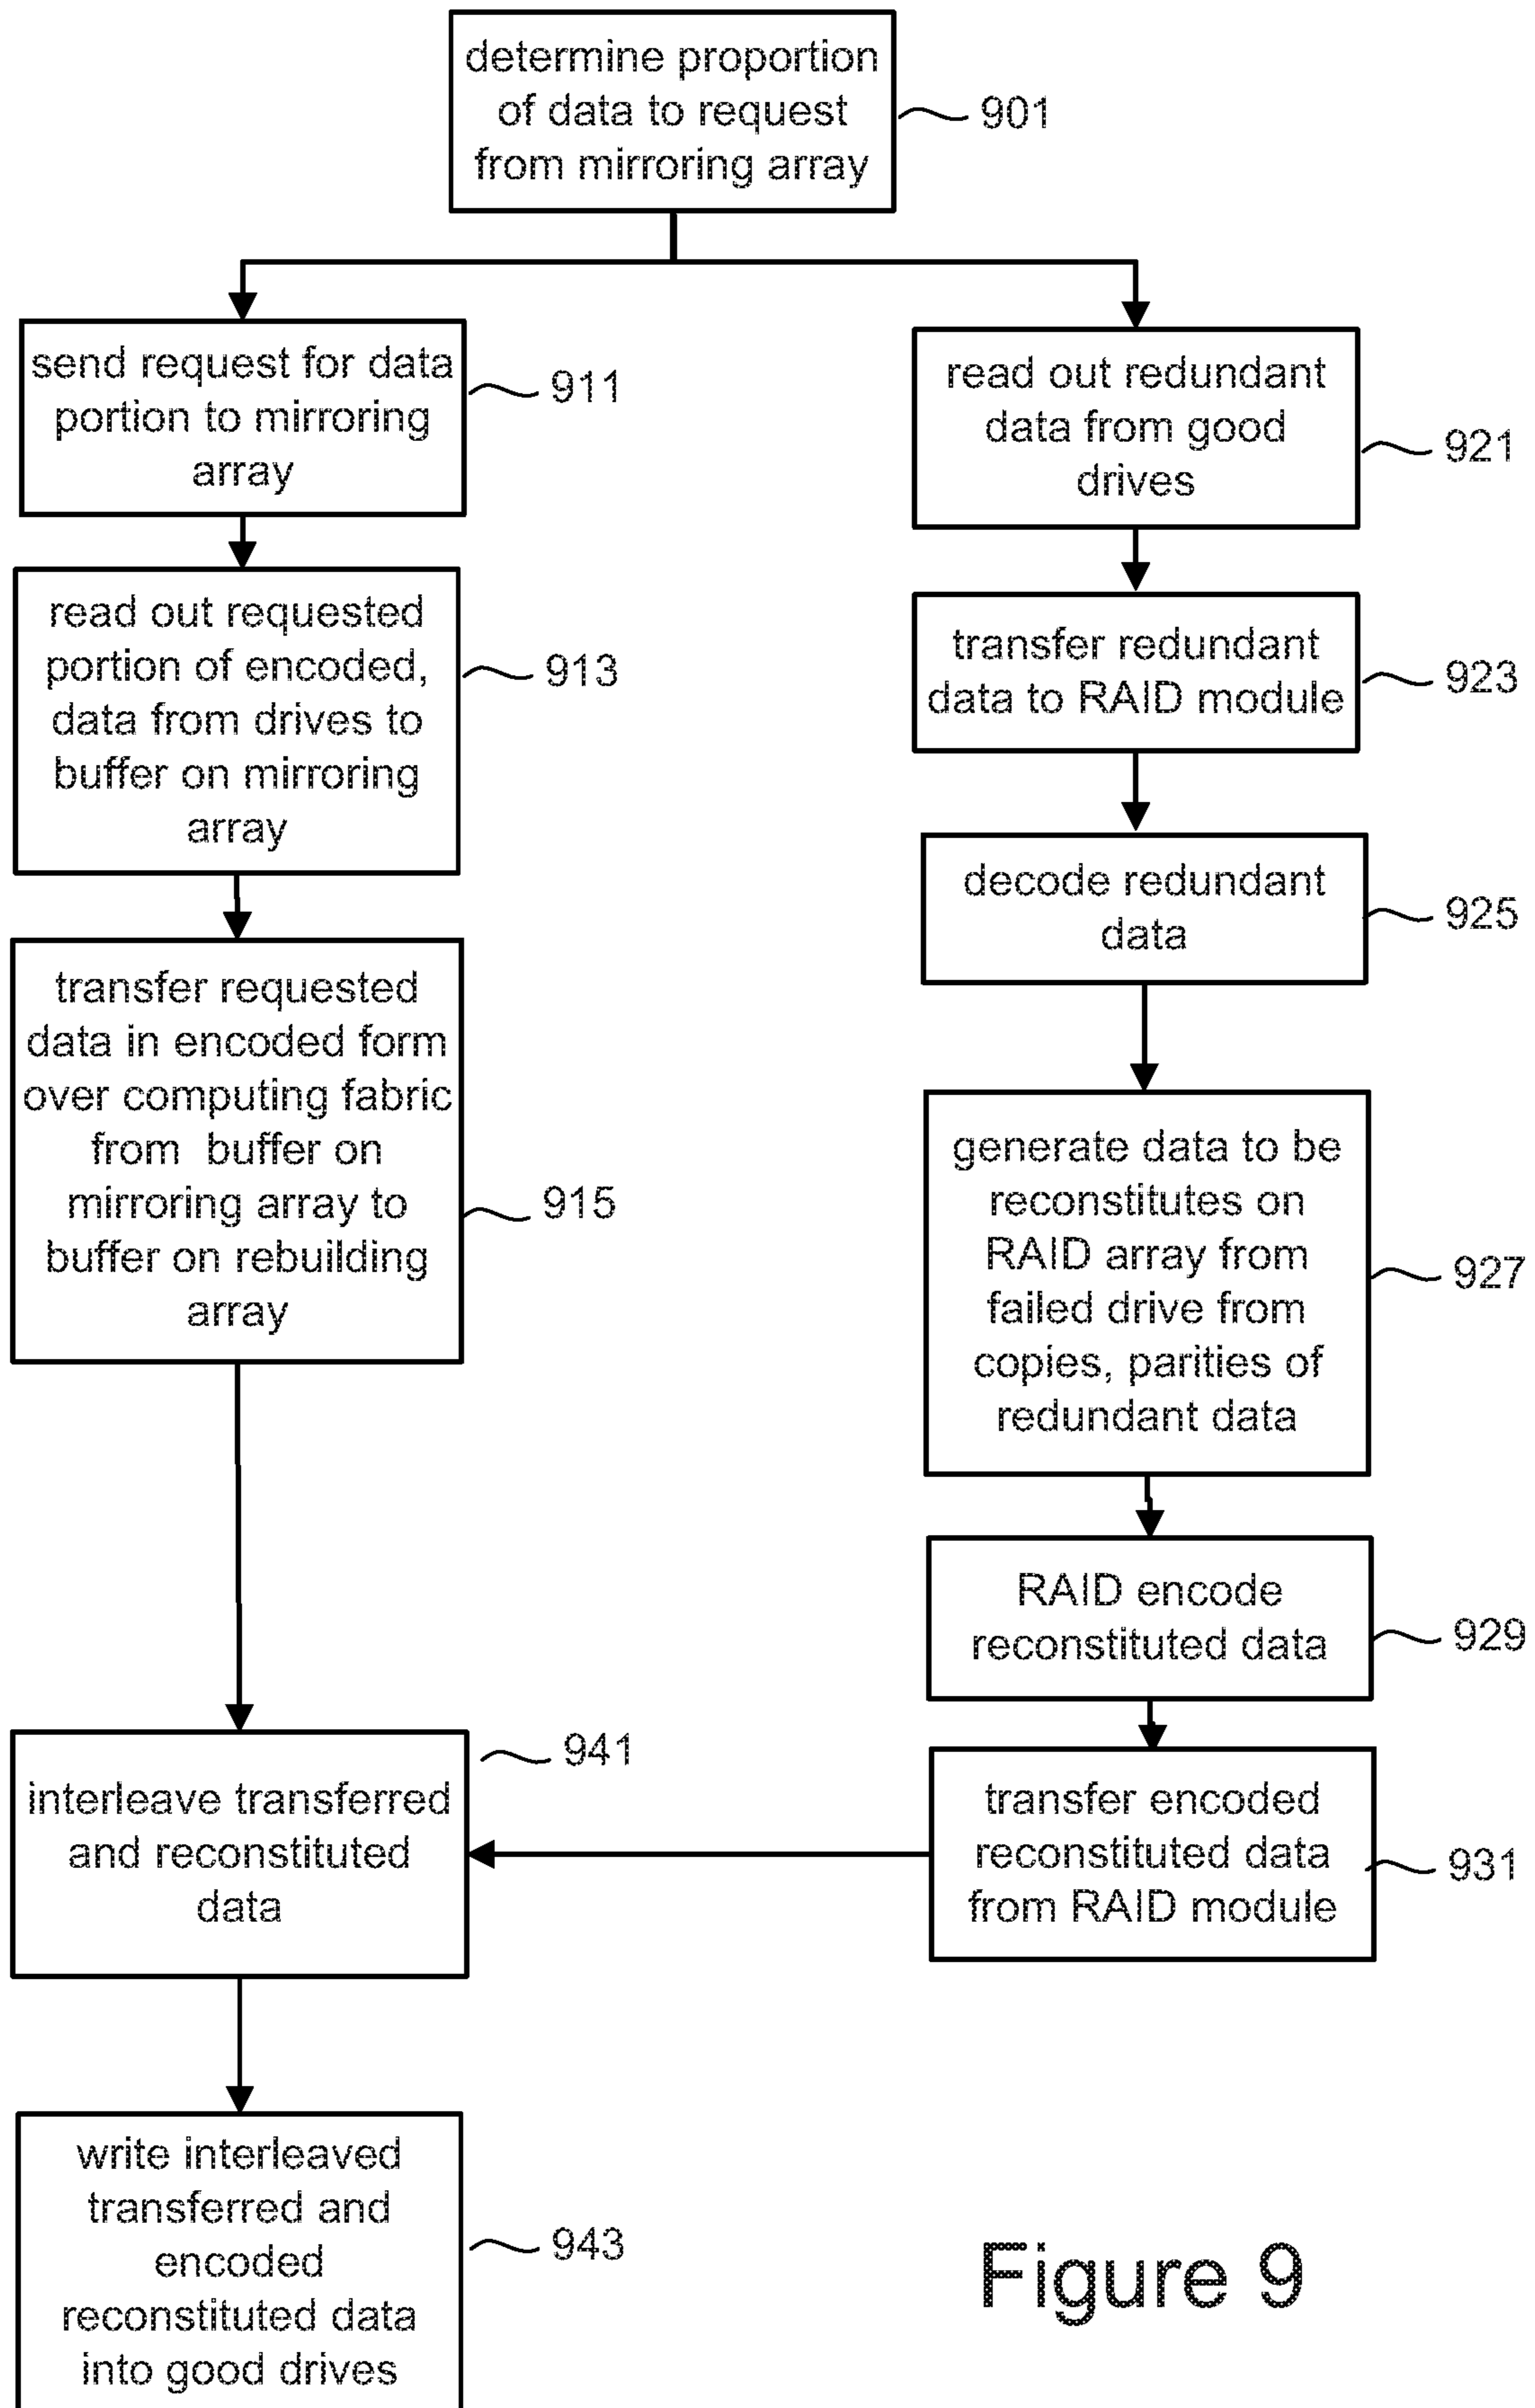 determine proportion
of data to request
from mirroring array
901
send request for data
portion to mirroring
array
911
read out requested
portion of encoded,
data from drives to
buffer on mirroring
array
913
transfer requested
data in encoded form
over computing fabric
from buffer on
mirroring array to
buffer on rebuilding
array
915
read out redundant
data from good
drives
921
transfer redundant
data to RAID module
923
decode redundant
data
925
generate data to be
reconstitutes on
RAID array from
failed drive from
copies, parities of
redundant data
927
RAID encode
reconstituted data
929
transfer encoded
reconstituted data
from RAID module
931
interleave transferred
and reconstituted
data
941
write interleaved
transferred and
encoded
reconstituted data
into good drives
943
Figure 9